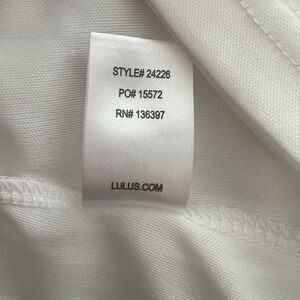 STYLE# 24226
PO# 15572
RN# 136397
LULUS.COM